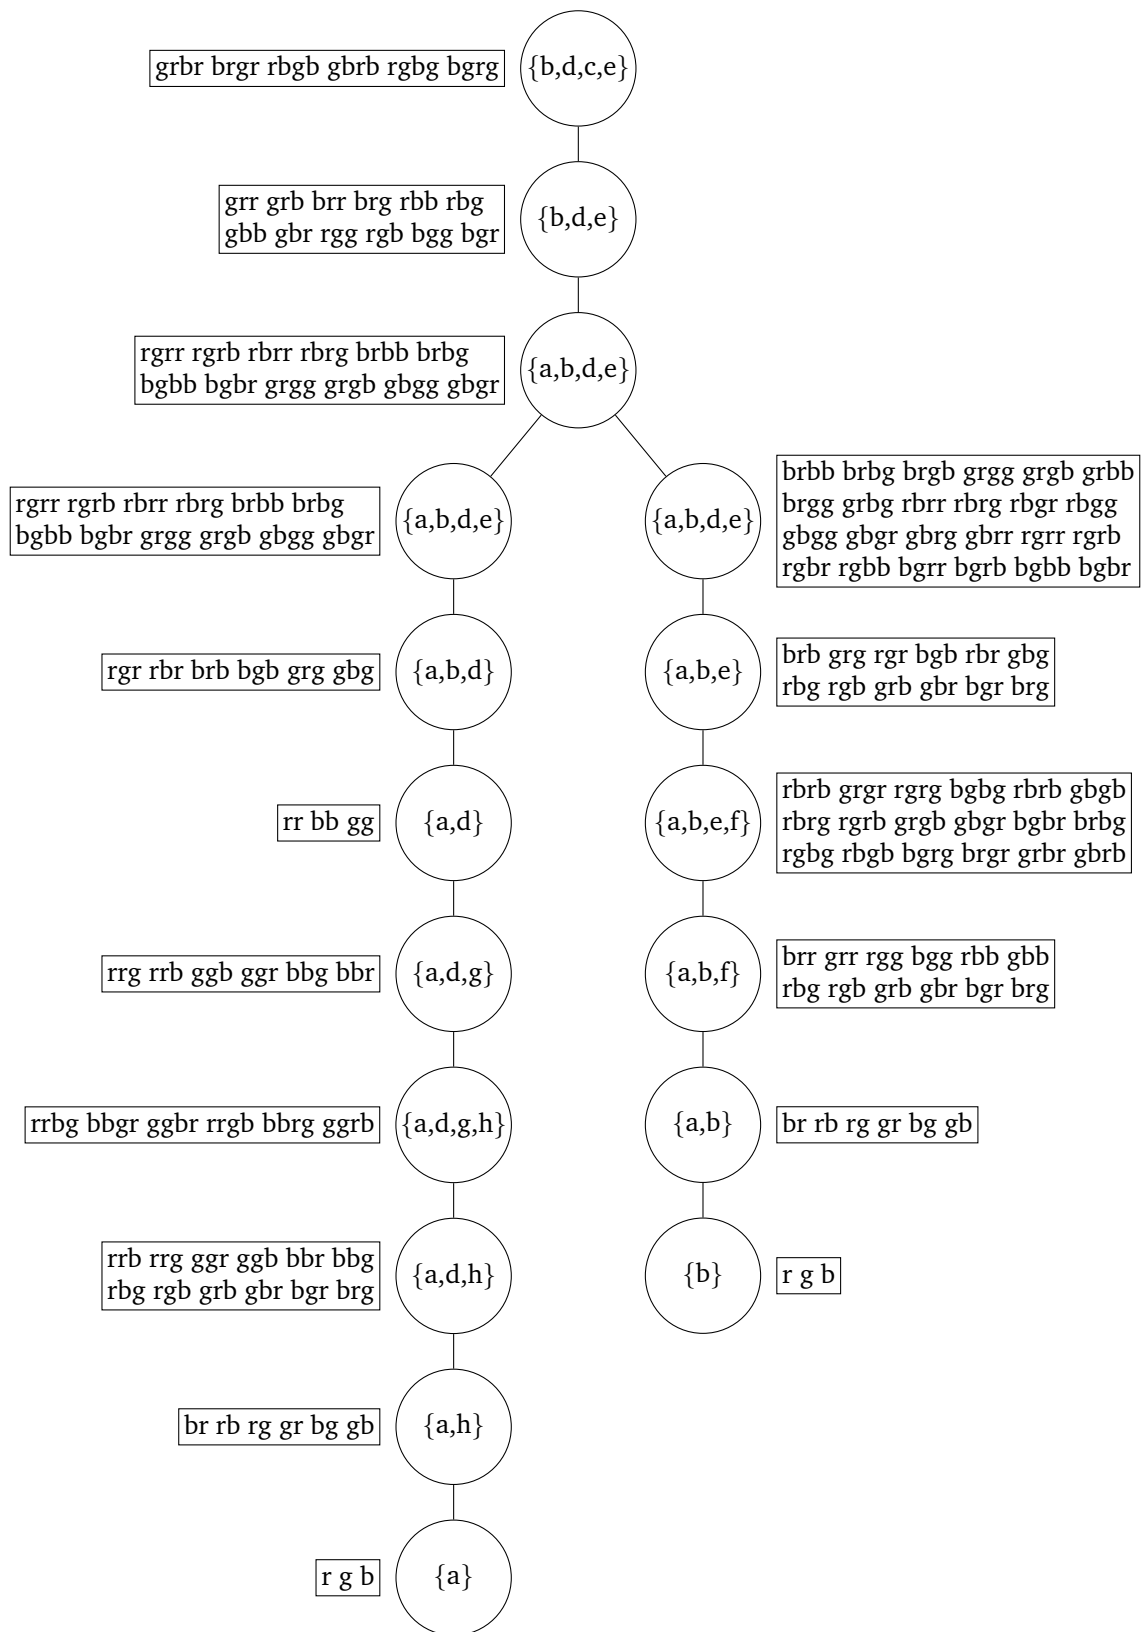 grbr brgr rbgb gbrb rgbg bgrg
{b,d,c,e}
grr grb brr brg rbb rbg
gbb gbr rgg rgb bgg bgr
{b,d,e}
rgrr rgrb rbrr rbrg brbb brbg
bgbb bgbr grgg grgb gbgg gbgr
{a,b,d,e}
rgrr rgrb rbrr rbrg brbb brbg
bgbb bgbr grgg grgb gbgg gbgr
{a,b,d,e}
{a,b,d,e}
brbb brbg brgb grgg grgb grbb
brgg grbg rbrr rbrg rbgr rbgg
gbgg gbgr gbrg gbrr rgrr rgrb
rgbr rgbb bgrr bgrb bgbb bgbr
rgr rbr brb bgb grg gbg
{a,b,d}
{a,b,e}
brb grg rgr bgb rbr gbg
rbg rgb grb gbr bgr brg
rr bb gg
{a,d}
{a,b,e,f}
rbrb grgr rgrg bgbg rbrb gbgb
rbrg rgrb grgb gbgr bgbr brbg
rgbg rbgb bgrg brgr grbr gbrb
rrg rrb ggb ggr bbg bbr
{a,d,g}
{a,b,f}
brr grr rgg bgg rbb gbb
rbg rgb grb gbr bgr brg
rrbg bbgr ggbr rrgb bbrg ggrb
{a,d,g,h}
{a,b}
br rb rg gr bg gb
rrb rrg ggr ggb bbr bbg
rbg rgb grb gbr bgr brg
{a,d,h}
{b}
r g b
br rb rg gr bg gb
{a,h}
r g b
{a}